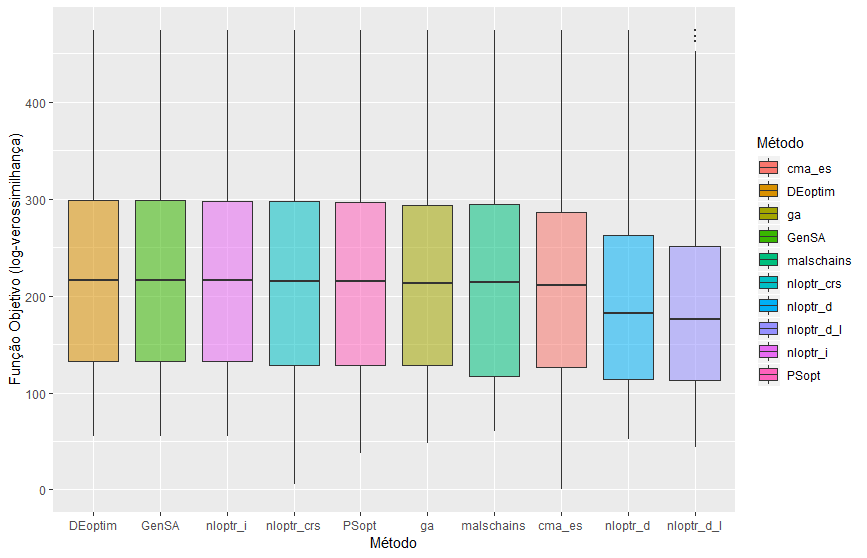 Função Objetivo (log-verossimilhança)
400
300
200
100
0
DEoptim GenSA nloptr_i nloptr_crs PSopt ga malschains cma_es nloptr_d nloptr_d_l
Método
Método
cma_es
DEoptim
ga
GenSA
malschains
nloptr_crs
nloptr_d
nloptr_d_l
nloptr_i
PSopt